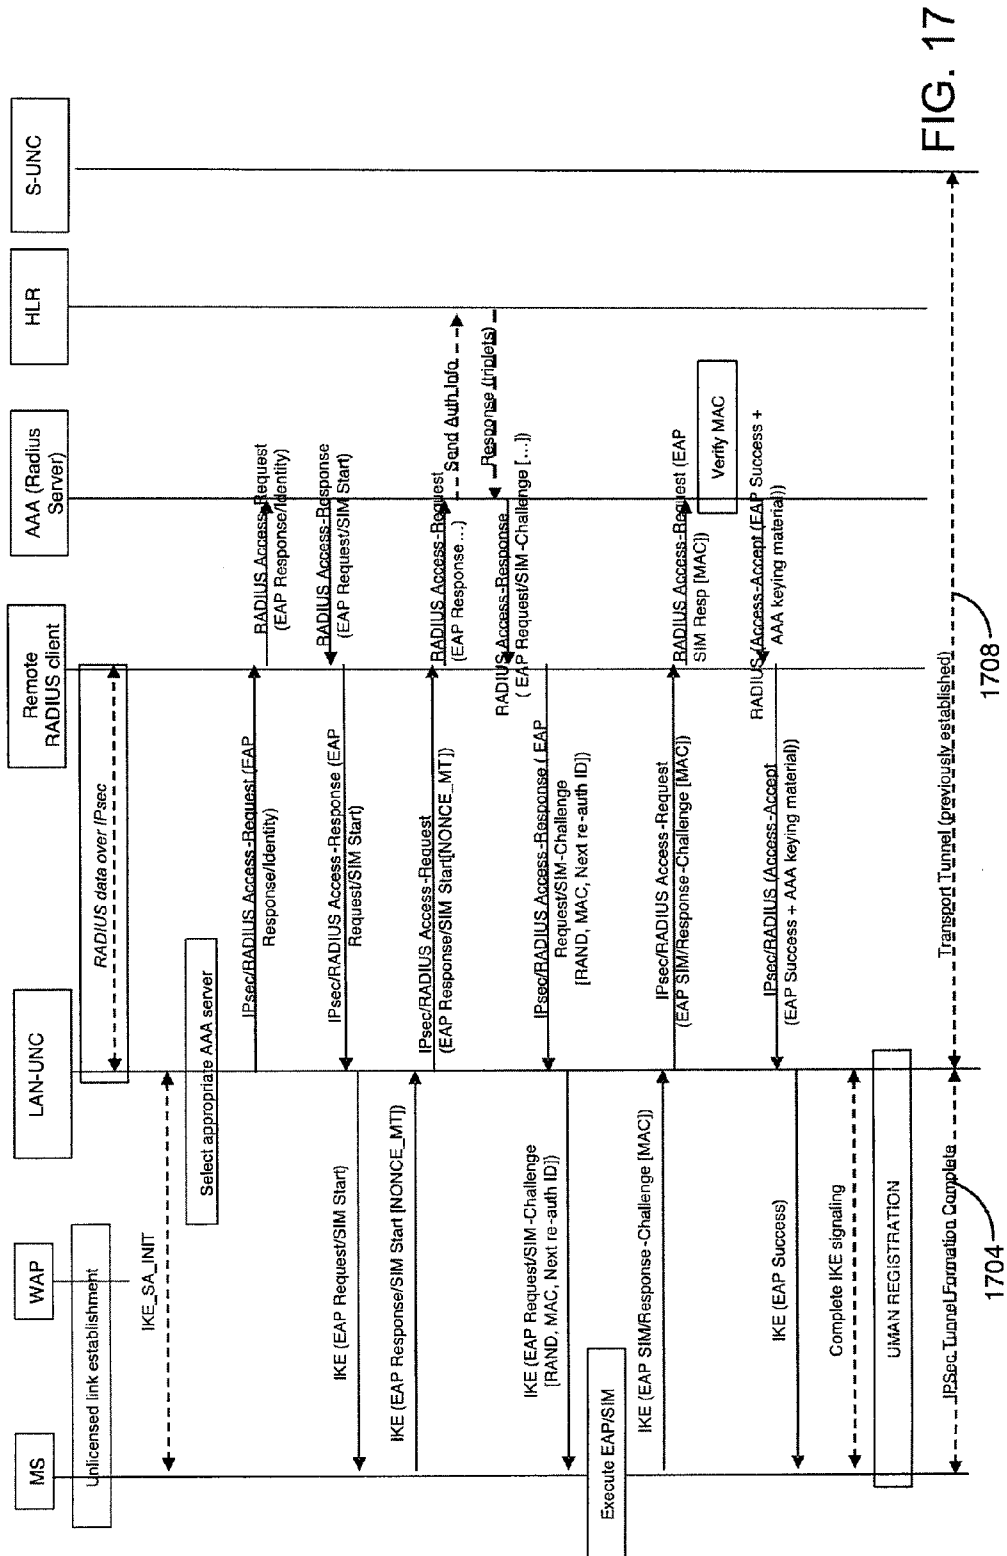 MS
WAP
LAN-UNC
Remote
RADIUS client
AAA (Radius
Server)
HLR
S-UNC
Unlicensed link establishment
RADIUS data over IPsec
IKE_SA_INIT
Select appropriate AAA server
IPsec/RADIUS Access-Request (EAP
Response/Identity)
RADIUS Access-Request
(EAP Response/Identity)
RADIUS Access-Response
(EAP Request/SIM Start)
IPsec/RADIUS Access-Response (EAP
Request/SIM Start)
IKE (EAP Request/SIM Start)
IKE (EAP Response/SIM Start [NONCE_MT])
IPsec/RADIUS Access-Request
(EAP Response/SIM Start[NONCE_MT])
RADIUS Access-Request
(EAP Response...)
Send Auth Info
Response (triplets)
RADIUS Access-Response
( EAP Request/SIM-Challenge [...])
IPsec/RADIUS Access-Response ( EAP
Request/SIM-Challenge
[RAND, MAC, Next re-auth ID])
IKE (EAP Request/SIM-Challenge
[RAND, MAC, Next re-auth ID])
Execute EAP/SIM
IKE (EAP SIM/Response-Challenge [MAC])
IPsec/RADIUS Access-Request
(EAP SIM/Response-Challenge [MAC])
RADIUS Access-Request (EAP
SIM Resp [MAC])
Verify MAC
RADIUS (Access-Accept (EAP Success +
AAA keying material))
IPsec/RADIUS (Access-Accept
(EAP Success + AAA keying material))
IKE (EAP Success)
Complete IKE signaling
UMAN REGISTRATION
IPSec Tunnel Formation Complete
Transport Tunnel (previously established)
1704
1708
FIG. 17